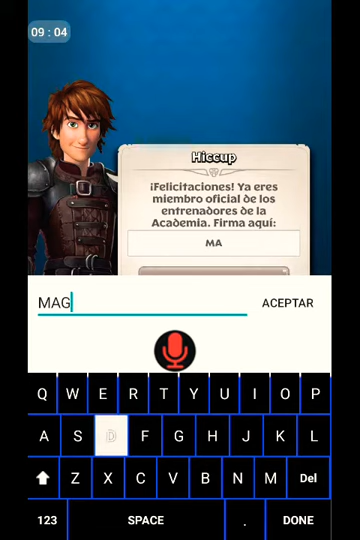 09 : 04
Hiccup
¡Felicitaciones! Ya eres
miembro oficial de los
entrenadores de la
Academia. Firma aquí:
MA
MAG ACEPTAR
Q W E R T Y U I O P
A S D F G H J K L
Z X C V B N M Del
123 SPACE . DONE